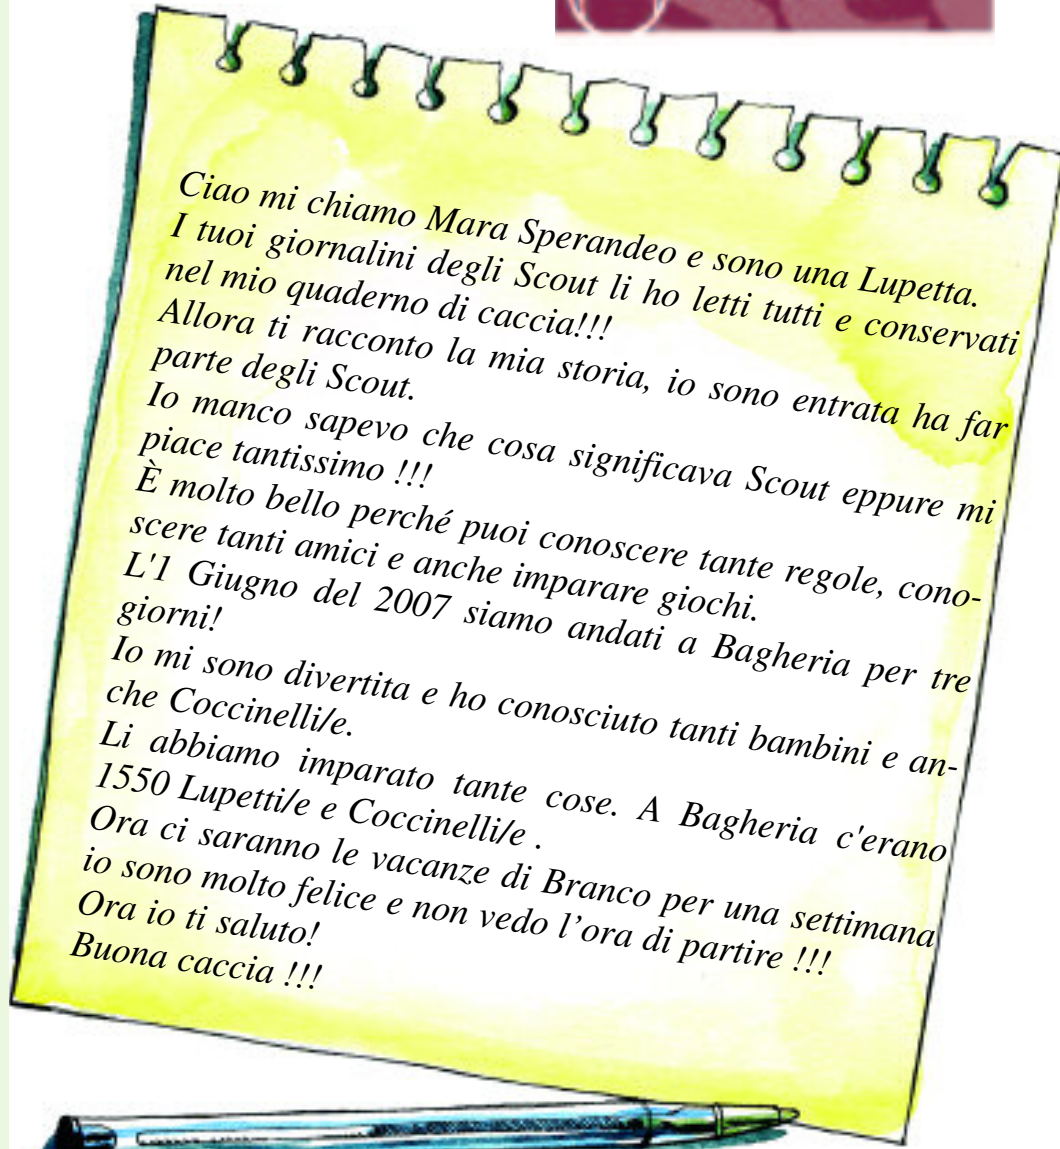 Ciao mi chiamo Mara Sperandeo e sono una Lupetta.
I tuoi giornalini degli Scout li ho letti tutti e conservati
nel mio quaderno di caccia!!!
Allora ti racconto la mia storia, io sono entrata ha far
parte degli Scout.
Io manco sapevo che cosa significava Scout eppure mi
piace tantissimo !!!
È molto bello perché puoi conoscere tante regole, cono-
scere tanti amici e anche imparare giochi.
L'1 Giugno del 2007 siamo andati a Bagheria per tre
giorni!
Io mi sono divertita e ho conosciuto tanti bambini e an-
che Coccinelli/e.
Li abbiamo imparato tante cose. A Bagheria c'erano
1550 Lupetti/e e Coccinelli/e .
Ora ci saranno le vacanze di Branco per una settimana
io sono molto felice e non vedo l’ora di partire !!!
Ora io ti saluto!
Buona caccia !!!